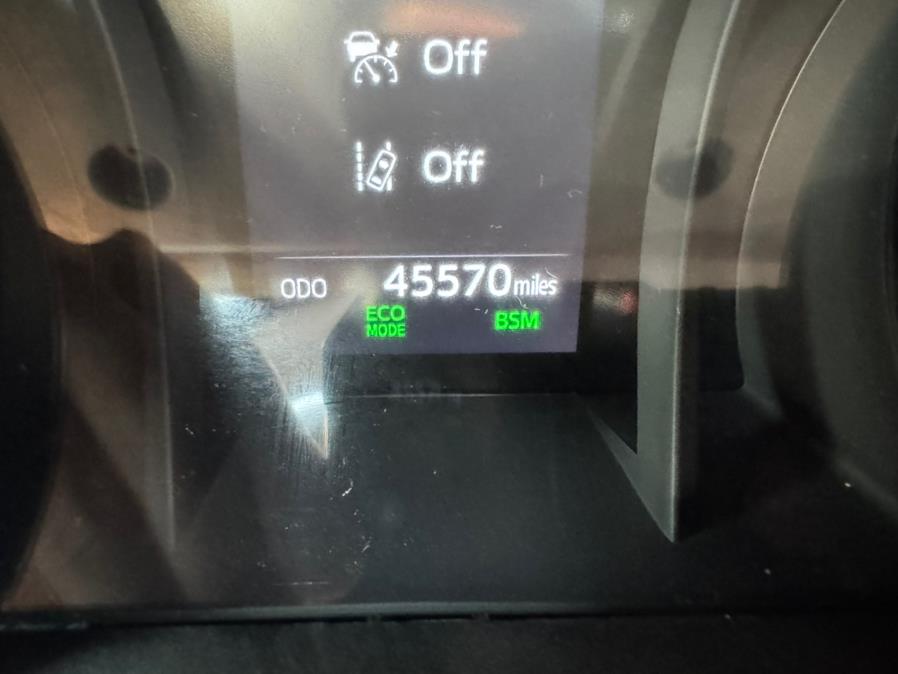 Off
Off
ODO 45570 miles
ECO MODE BSM